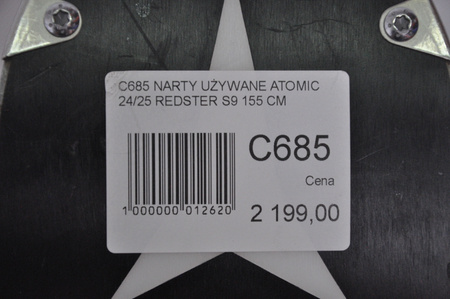 C685 NARTY UŻYWANE ATOMIC
24/25 REDSTER S9 155 CM
C685
Cena
1 000000 012620
2 199,00